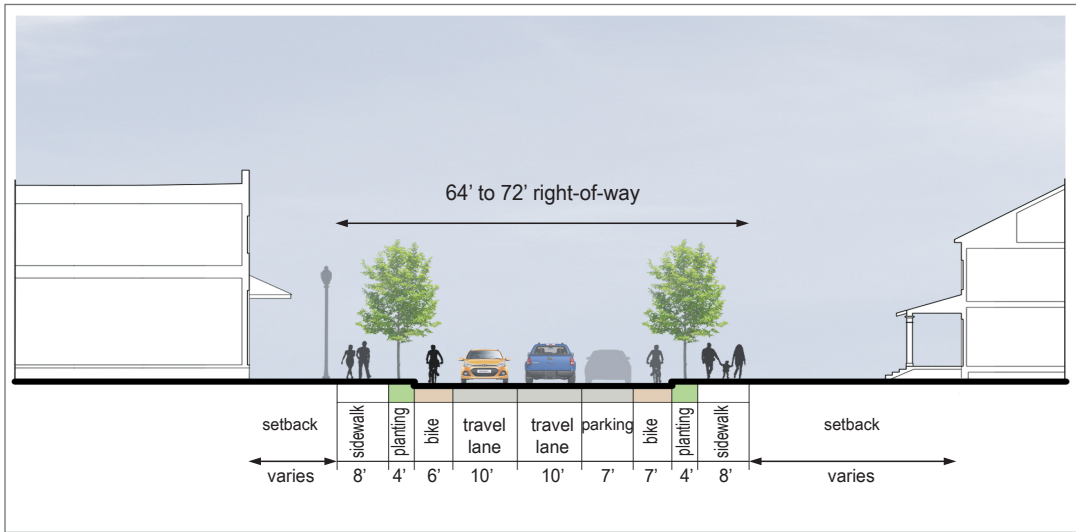 64’ to 72’ right-of-way
setback
sidewalk
planting
bike
travel
lane
travel
lane
parking
bike
planting
sidewalk
setback
varies
8’
4’
6’
10’
10’
7’
7’
4’
8’
varies